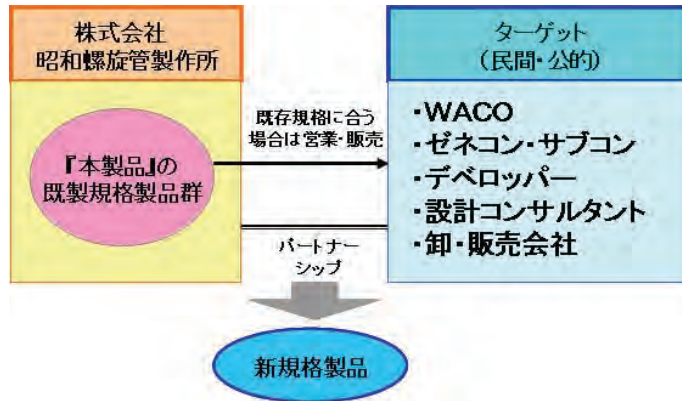 株式会社
昭和螺旋管製作所
『本製品』の
既製規格製品群
既存規格に合う
場合は営業・販売
パートナー
シップ
ターゲット
（民間・公的）
・WACO
・ゼネコン・サブコン
・デベロッパー
・設計コンサルタント
・卸・販売会社
新規格製品